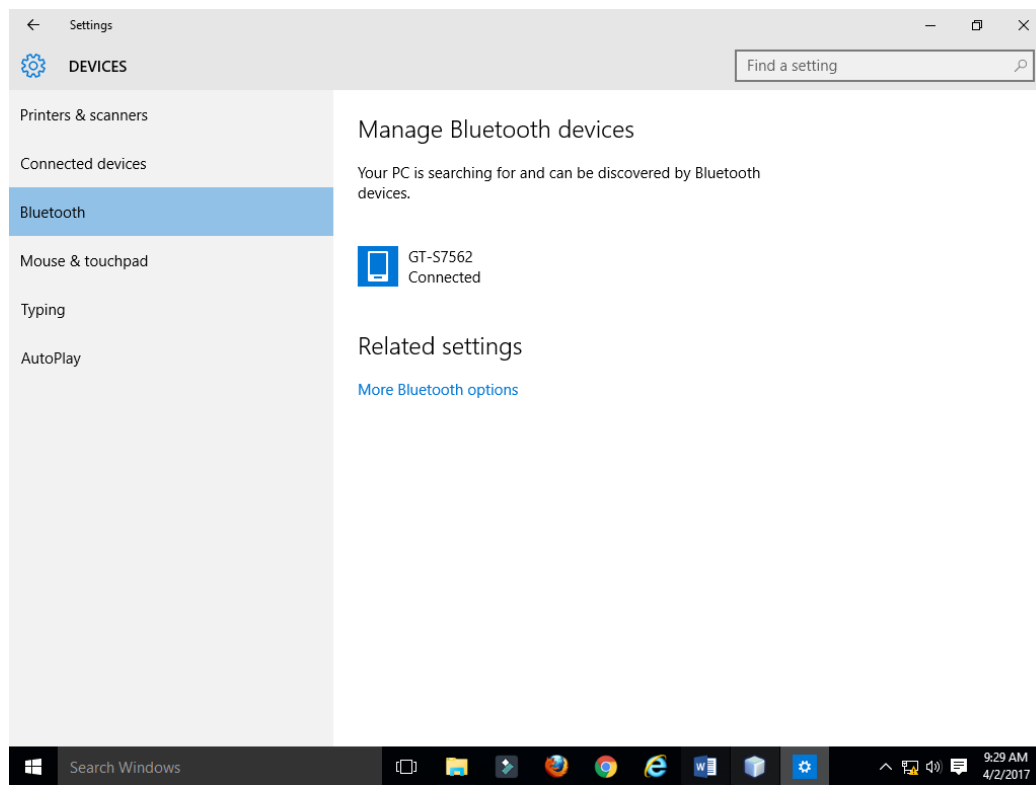 Settings
DEVICES
Find a setting
Printers & scanners
Connected devices
Bluetooth
Mouse & touchpad
Typing
AutoPlay
Manage Bluetooth devices
Your PC is searching for and can be discovered by Bluetooth
devices.
GT-S7562
Connected
Related settings
More Bluetooth options
Search Windows
9:29 AM
4/2/2017